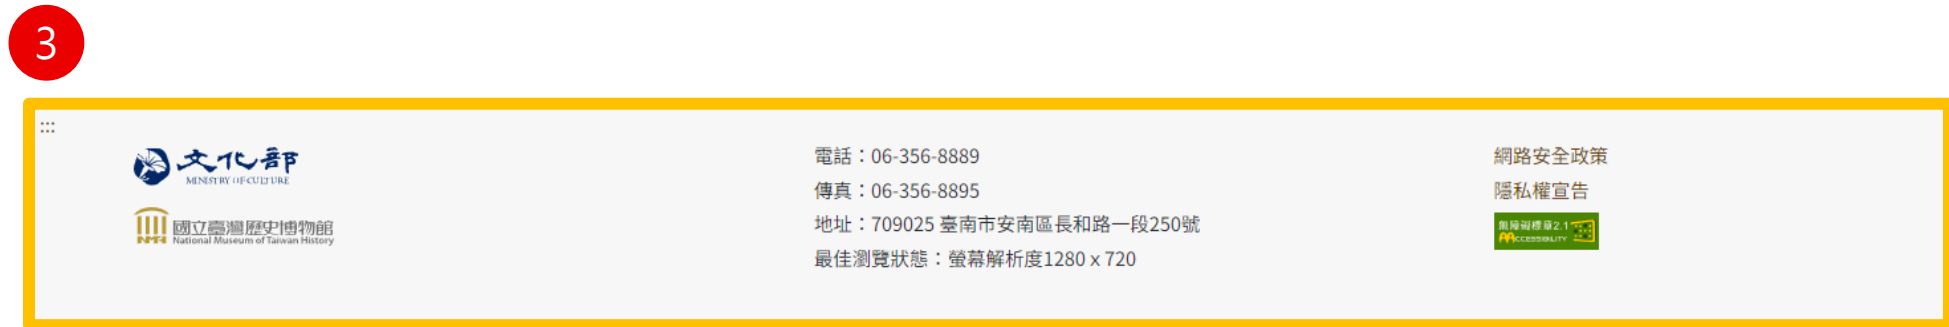 3
:::
文化部
MINISTRY OF CULTURE
國立臺灣歷史博物館
NMTH National Museum of Taiwan History
電話：06-356-8889
傳真：06-356-8895
地址：709025 臺南市安南區長和路一段250號
最佳瀏覽狀態：螢幕解析度1280 x 720
網路安全政策
隱私權宣告
無障礙標章2.1
AACCESSIBILITY